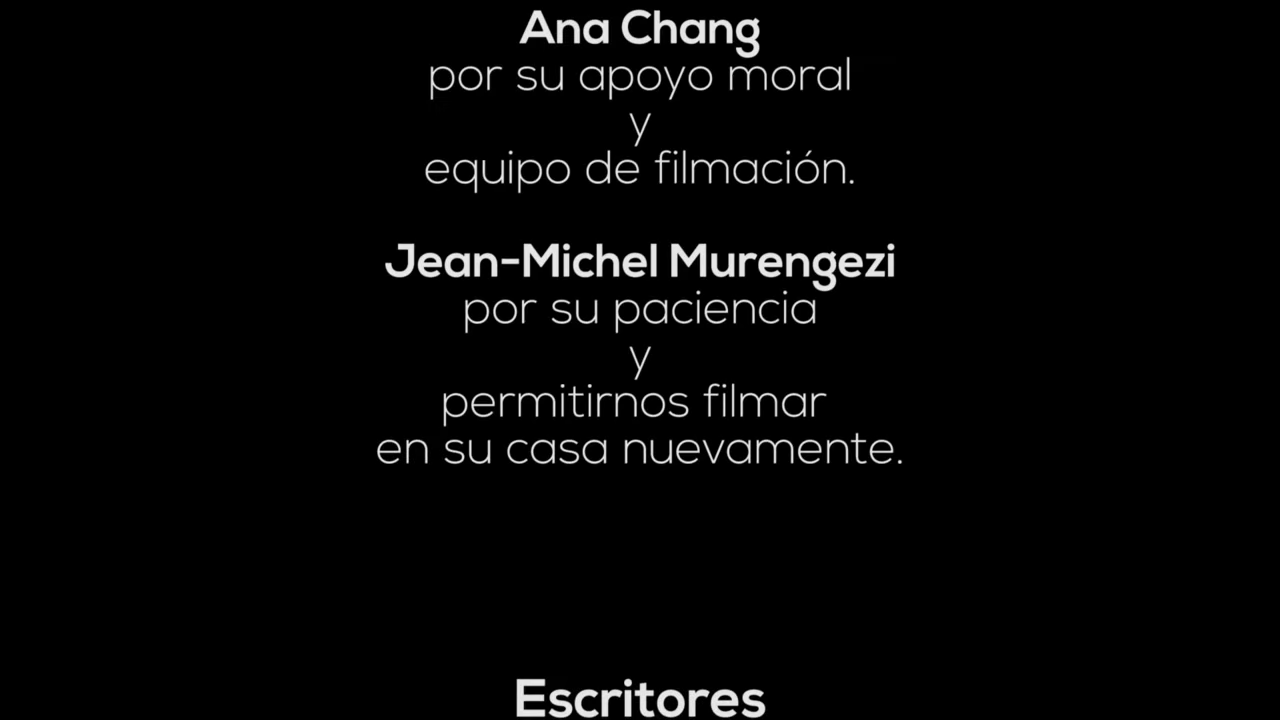 Ana Chang
por su apoyo moral
y
equipo de filmación.
Jean-Michel Murengezi
por su paciencia
y
permitirnos filmar
en su casa nuevamente.
Escritores